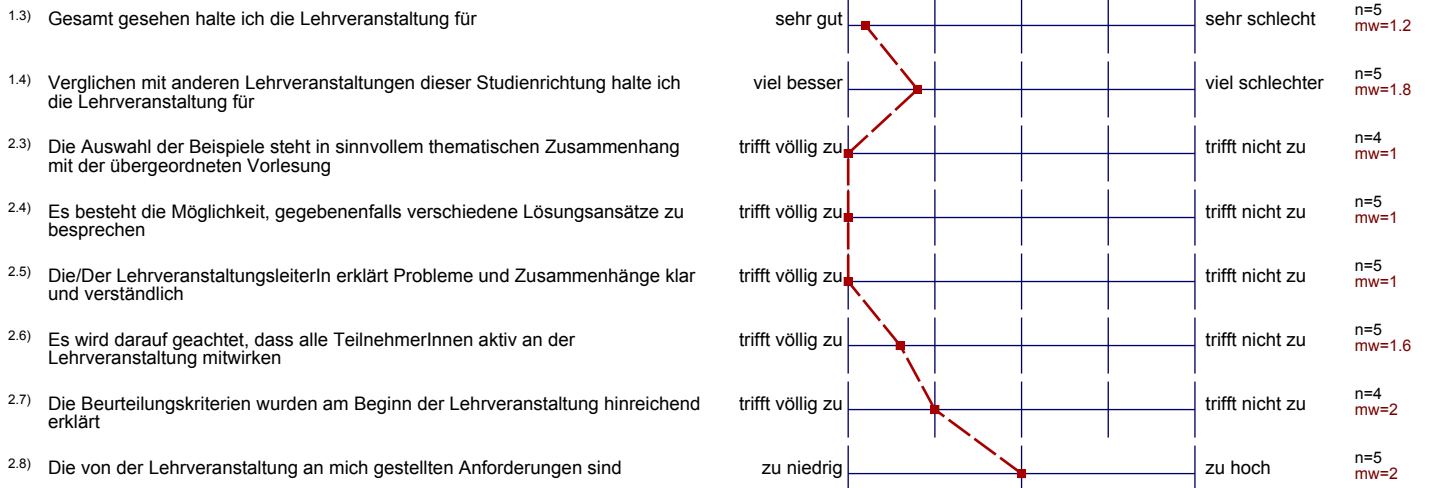 1.3) Gesamt gesehen halte ich die Lehrveranstaltung für sehr gut sehr schlecht n=5
mw=1.2
1.4) Verglichen mit anderen Lehrveranstaltungen dieser Studienrichtung halte ich viel besser viel schlechter n=5
die Lehrveranstaltung für mw=1.8
2.3) Die Auswahl der Beispiele steht in sinnvollem thematischen Zusammenhang trifft völlig zu trifft nicht zu n=4
mit der übergeordneten Vorlesung mw=1
2.4) Es besteht die Möglichkeit, gegebenenfalls verschiedene Lösungsansätze zu trifft völlig zu trifft nicht zu n=5
besprechen mw=1
2.5) Die/Der LehrveranstaltungsleiterIn erklärt Probleme und Zusammenhänge klar trifft völlig zu trifft nicht zu n=5
und verständlich mw=1
2.6) Es wird darauf geachtet, dass alle TeilnehmerInnen aktiv an der trifft völlig zu trifft nicht zu n=5
Lehrveranstaltung mitwirken mw=1.6
2.7) Die Beurteilungskriterien wurden am Beginn der Lehrveranstaltung hinreichend trifft völlig zu trifft nicht zu n=4
erklärt mw=2
2.8) Die von der Lehrveranstaltung an mich gestellten Anforderungen sind zu niedrig zu hoch n=5
mw=2